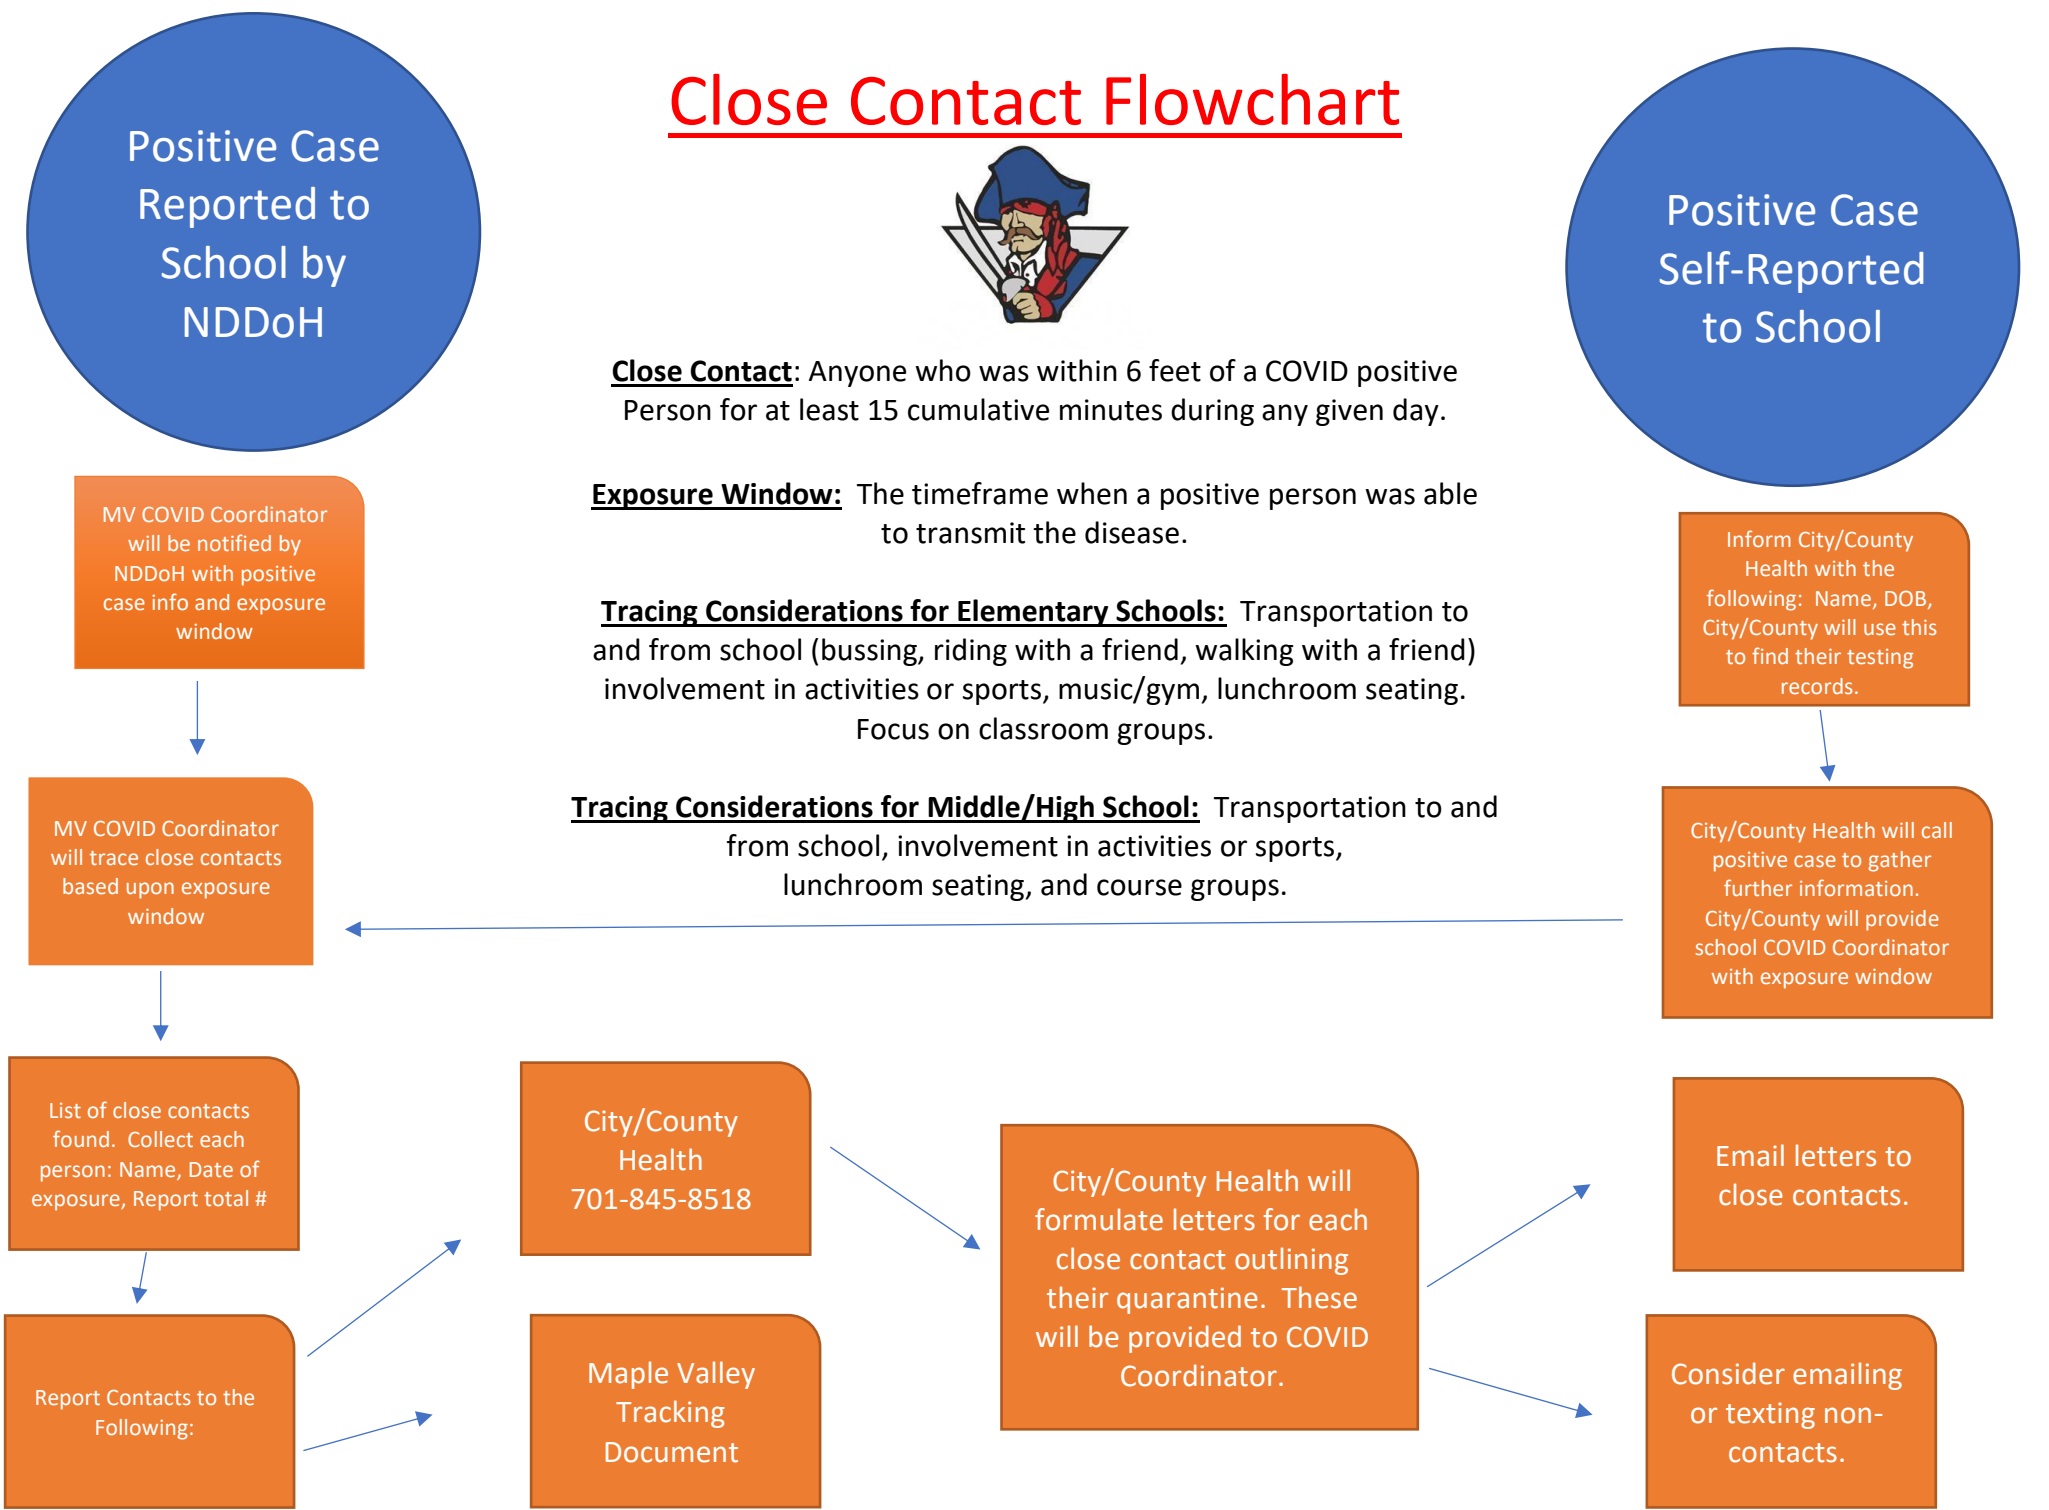 Close Contact Flowchart
Positive Case
Reported to
School by
NDDoH
Positive Case
Self-Reported
to School
Close Contact: Anyone who was within 6 feet of a COVID positive
Person for at least 15 cumulative minutes during any given day.
Exposure Window:  The timeframe when a positive person was able
to transmit the disease.
Tracing Considerations for Elementary Schools:  Transportation to
and from school (bussing, riding with a friend, walking with a friend)
involvement in activities or sports, music/gym, lunchroom seating.
Focus on classroom groups.
Tracing Considerations for Middle/High School:  Transportation to and
from school, involvement in activities or sports,
lunchroom seating, and course groups.
MV COVID Coordinator
will be notified by
NDDoH with positive
case info and exposure
window
MV COVID Coordinator
will trace close contacts
based upon exposure
window
Inform City/County
Health with the
following:  Name, DOB,
City/County will use this
to find their testing
records.
City/County Health will call
positive case to gather
further information.
City/County will provide
school COVID Coordinator
with exposure window
List of close contacts
found.  Collect each
person: Name, Date of
exposure, Report total #
Report Contacts to the
Following:
City/County
Health
701-845-8518
Maple Valley
Tracking
Document
City/County Health will
formulate letters for each
close contact outlining
their quarantine.  These
will be provided to COVID
Coordinator.
Email letters to
close contacts.
Consider emailing
or texting non-
contacts.